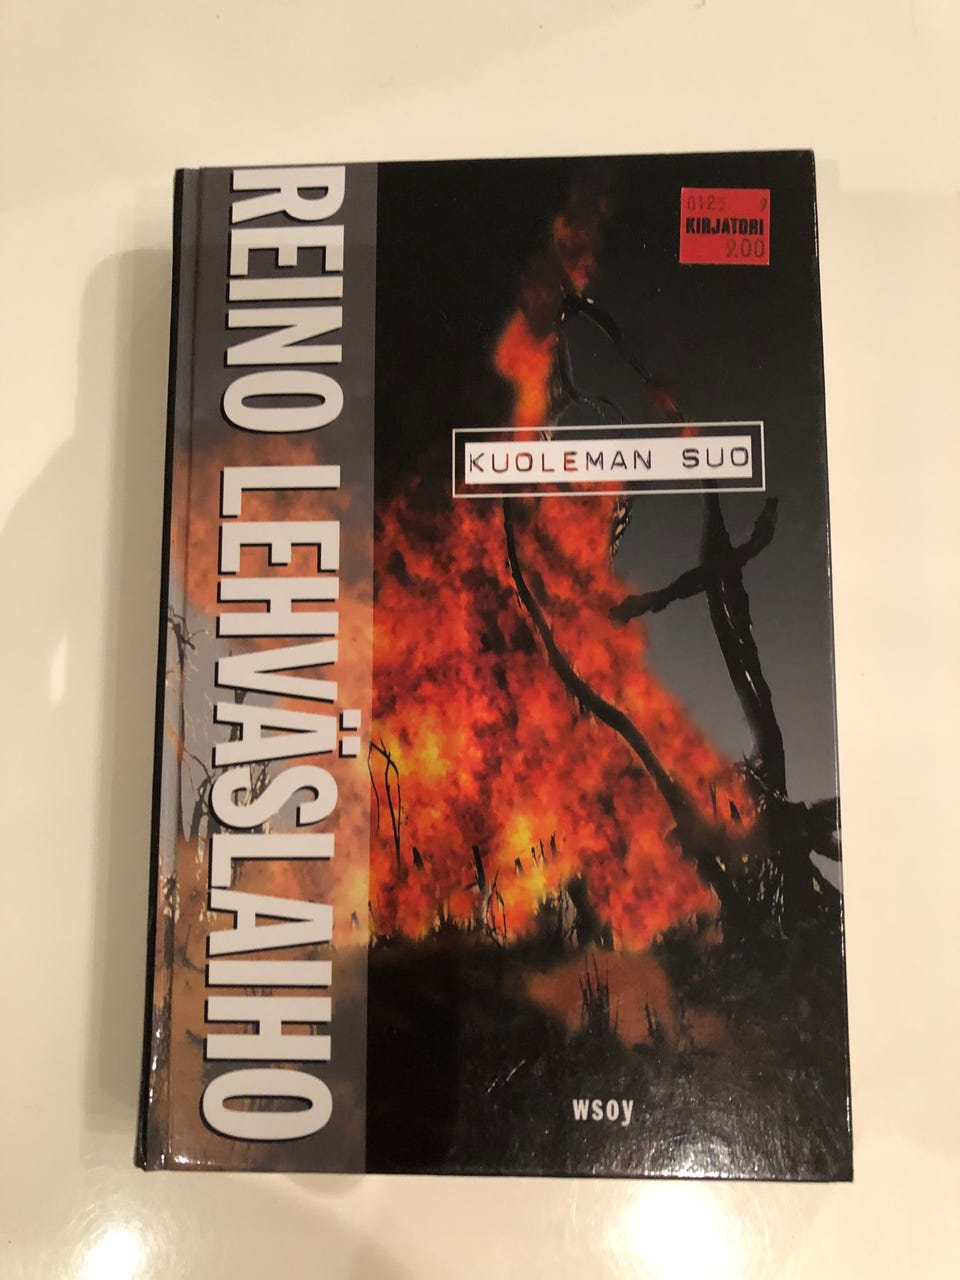 REINO LEHVÄSLAIHO
0125 9
KIRJATORI
9.00
KUOLEMAN SUO
wsoy